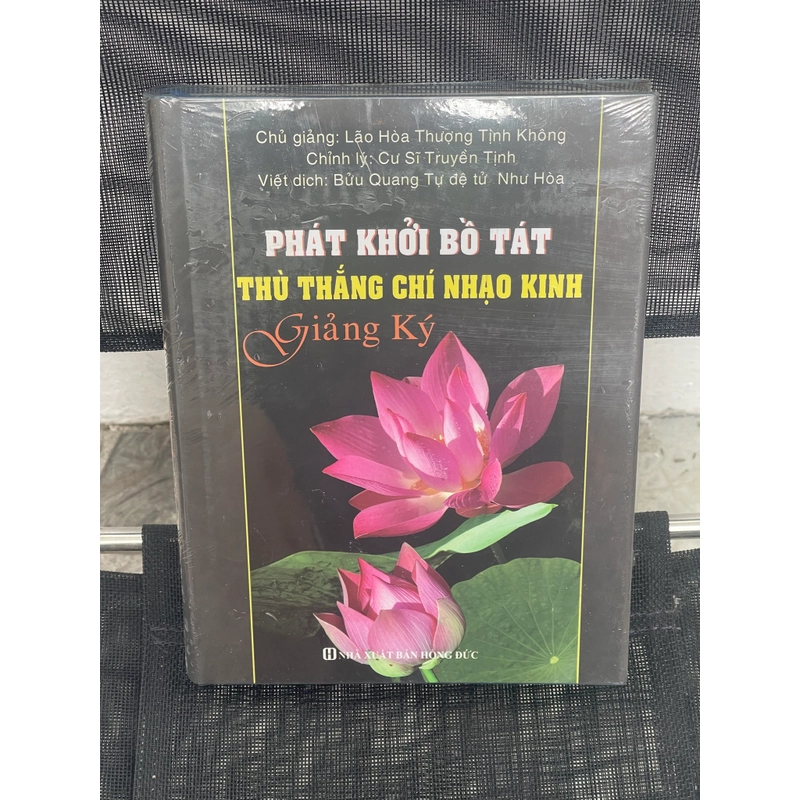 Chủ giảng: Lão Hòa Thượng Tịnh Không
Chỉnh lý: Cư Sĩ Truyền Tịnh
Việt dịch: Bửu Quang Tự đệ tử Như Hòa
PHÁT KHỞI BỒ TÁT
THÙ THẮNG CHÍ NHẠO KINH
Giảng Ký
NHÀ XUẤT BẢN HỒNG ĐỨC